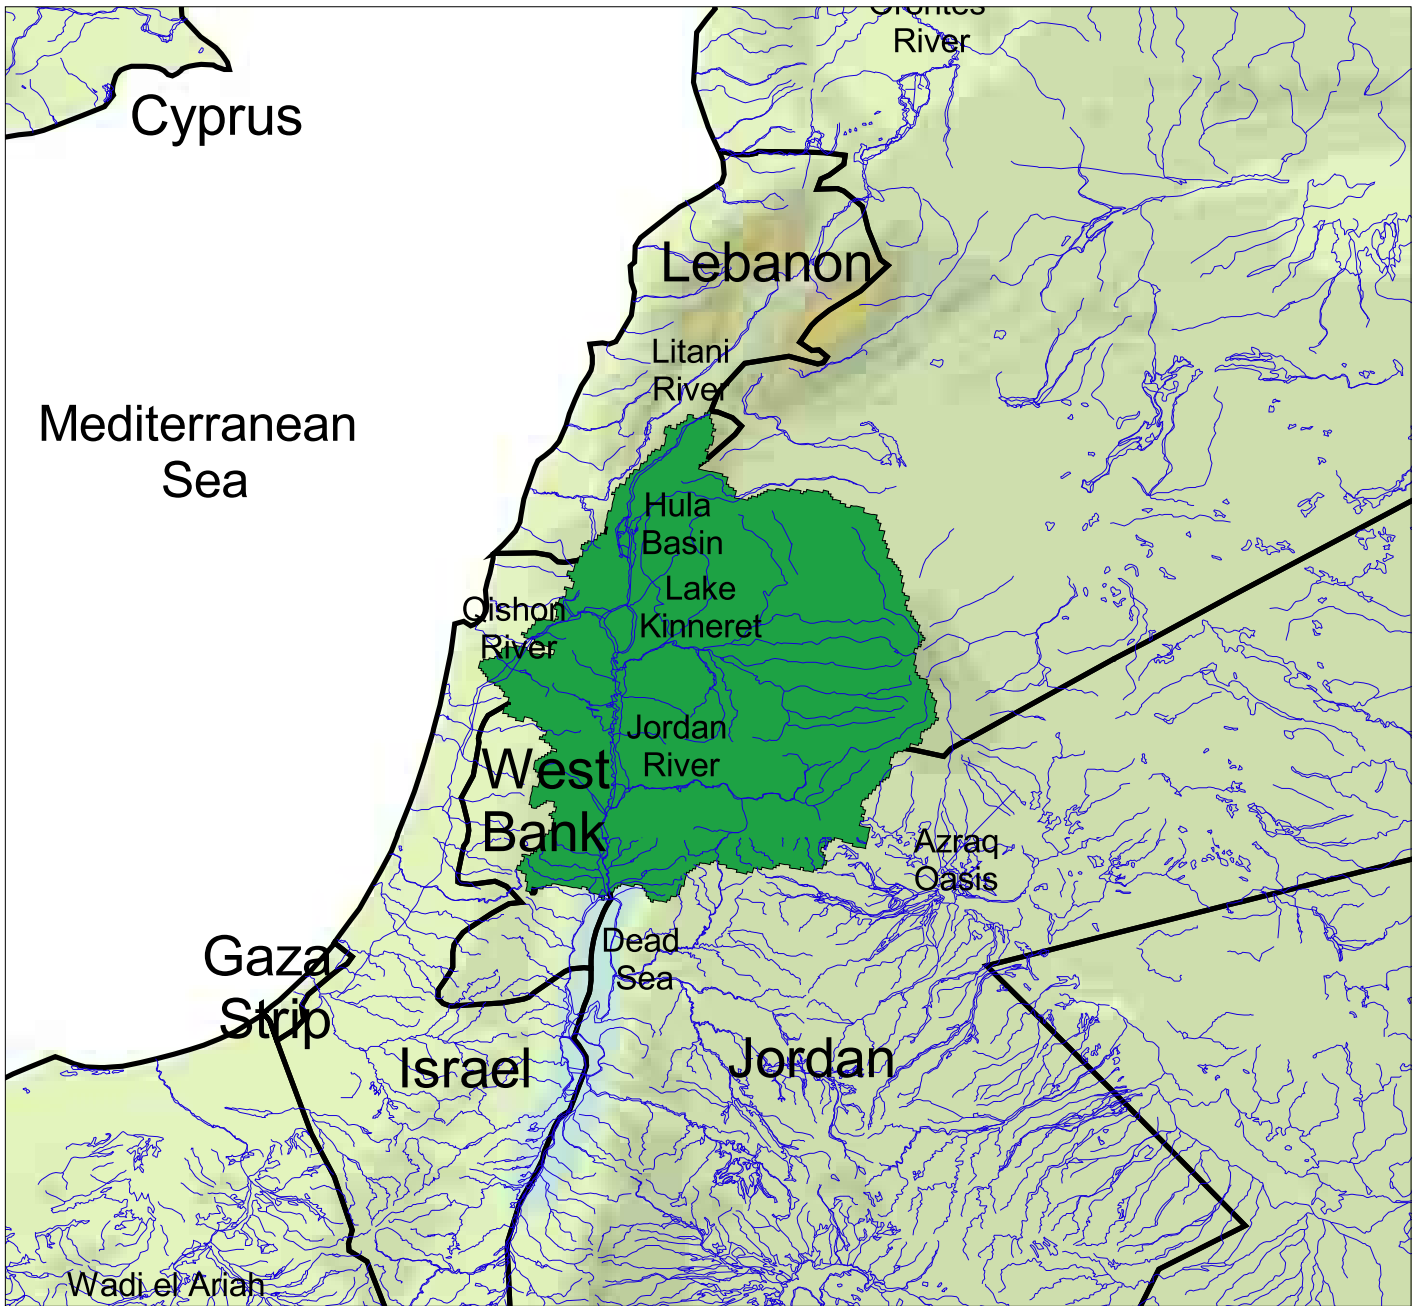 Orontes
River
Cyprus
Lebanon
Litani
River
Mediterranean
Sea
Hula
Basin
Lake
Kinneret
Qishon
River
Jordan
River
West
Bank
Azraq
Oasis
Gaza
Strip
Dead
Sea
Israel
Jordan
Wadi el Ariah